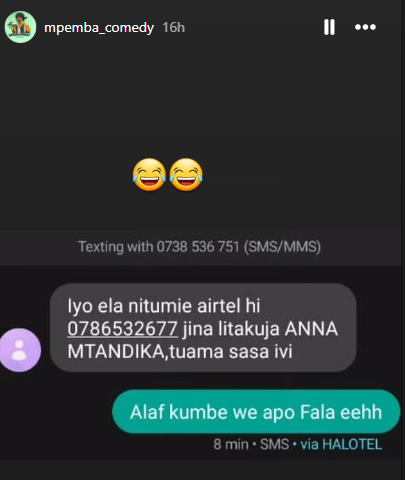 mpemba_comedy 16h
😂😂
Texting with 0738 536 751 (SMS/MMS)
Iyo ela nitumie airtel hi
0786532677 jina litakuja ANNA
MTANDIKA,tuama sasa ivi
Alaf kumbe we apo Fala eehh
8 min • SMS • via HALOTEL